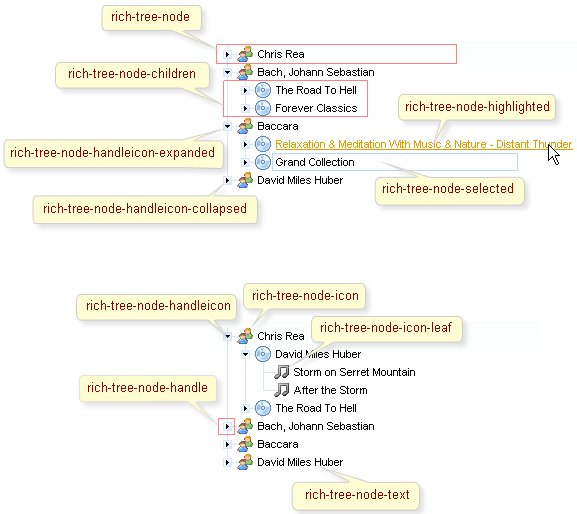 rich-tree-node
Chris Rea
rich-tree-node-children
Bach, Johann Sebastian
The Road To Hell
Forever Classics
rich-tree-node-highlighted
Baccara
rich-tree-node-handleicon-expanded
Relaxation & Meditation With Music & Nature - Distant Thunder
Grand Collection
rich-tree-node-selected
David Miles Huber
rich-tree-node-handleicon-collapsed
rich-tree-node-handleicon
rich-tree-node-icon
rich-tree-node-icon-leaf
Chris Rea
David Miles Huber
Storm on Serret Mountain
rich-tree-node-handle
After the Storm
The Road To Hell
Bach, Johann Sebastian
Baccara
David Miles Huber
rich-tree-node-text